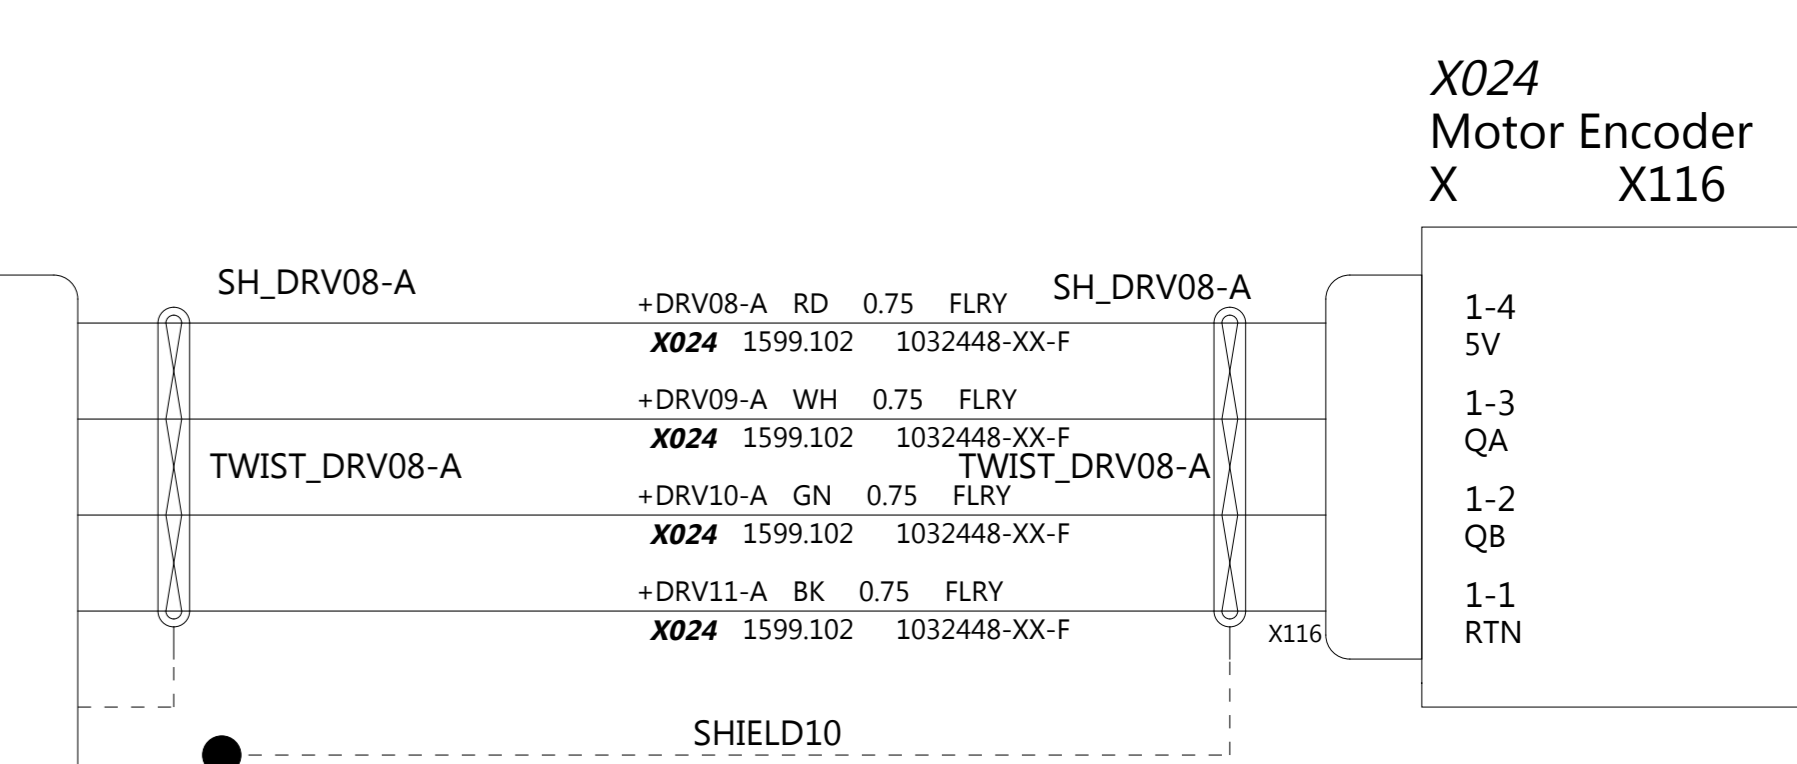 X024
Motor Encoder
X X116
SH_DRV08-A
SH_DRV08-A
+DRV08-A RD 0.75 FLRY
X024 1599.102 1032448-XX-F
1-4
5V
+DRV09-A WH 0.75 FLRY
X024 1599.102 1032448-XX-F
1-3
QA
TWIST_DRV08-A
TWIST_DRV08-A
+DRV10-A GN 0.75 FLRY
X024 1599.102 1032448-XX-F
1-2
QB
+DRV11-A BK 0.75 FLRY
X024 1599.102 1032448-XX-F
X116
1-1
RTN
SHIELD10